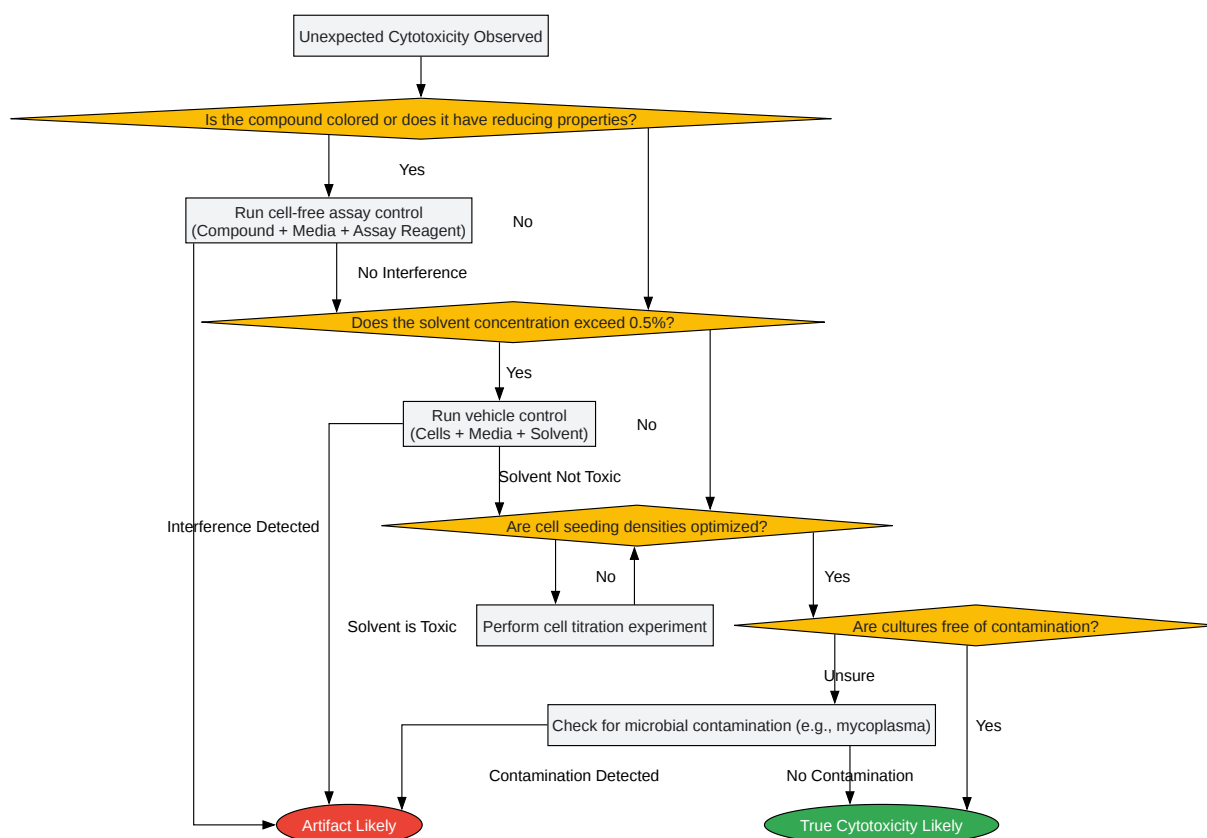 Unexpected Cytotoxicity Observed
Is the compound colored or does it have reducing properties?
Yes
Run cell-free assay control
(Compound + Media + Assay Reagent)
No
No Interference
Does the solvent concentration exceed 0.5%?
Yes
Run vehicle control
(Cells + Media + Solvent)
No
Solvent Not Toxic
Interference Detected
Are cell seeding densities optimized?
No
Yes
Solvent is Toxic
Perform cell titration experiment
Are cultures free of contamination?
Unsure
Check for microbial contamination (e.g., mycoplasma)
Yes
Contamination Detected
No Contamination
Artifact Likely
True Cytotoxicity Likely